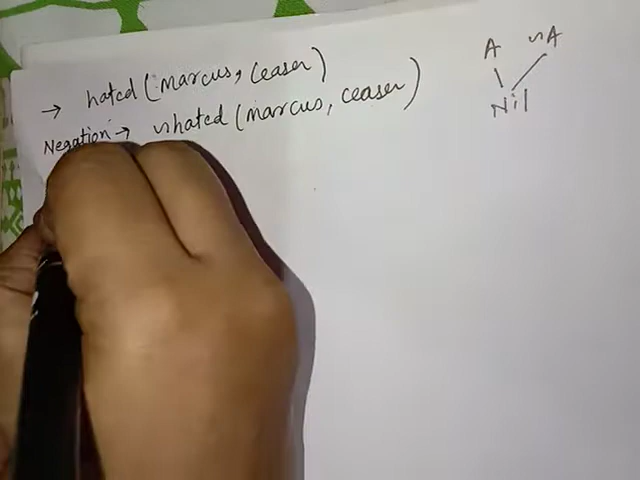 → hated (marcus, Ceaser)
Negation → ~hated (marcus, ceaser)
A ~A
Nil